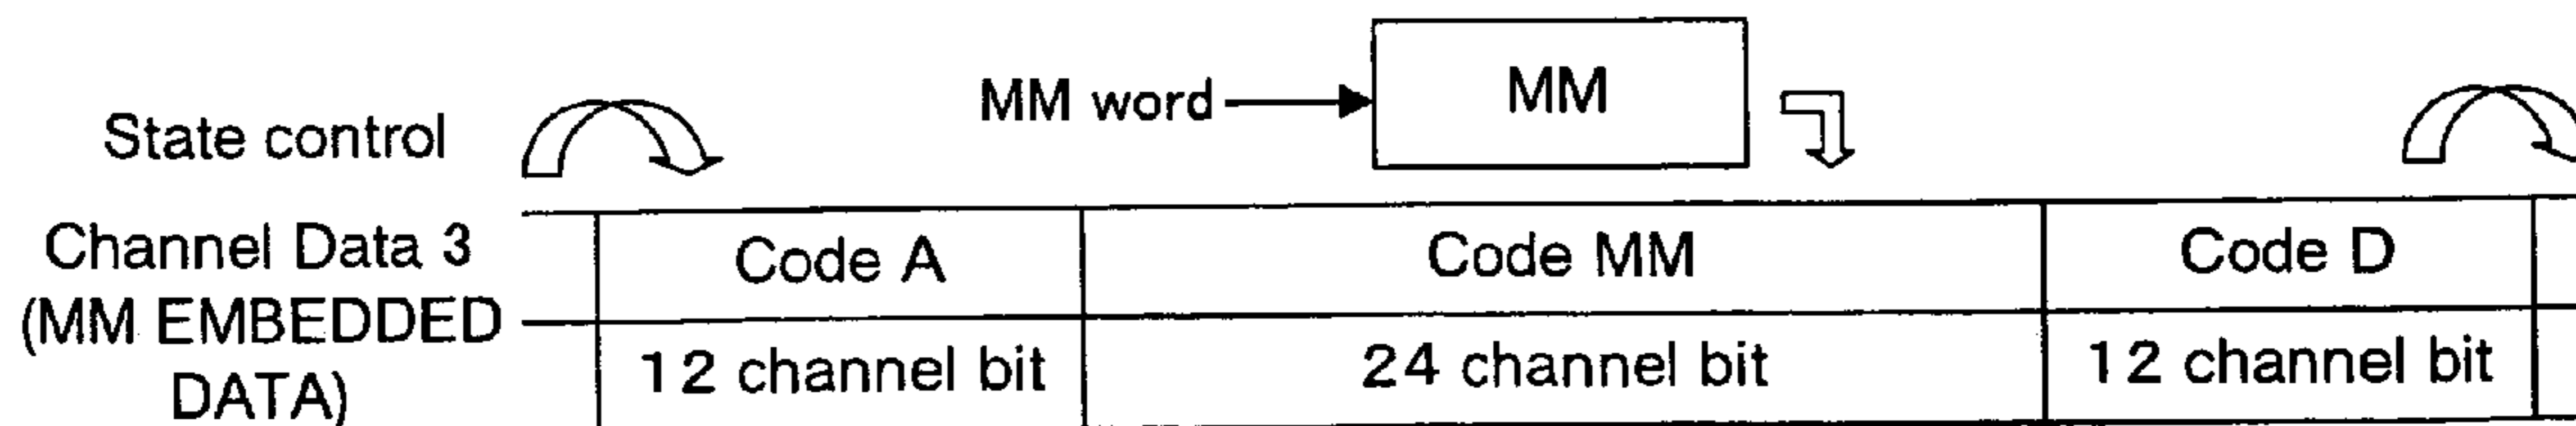 MM word
MM
State control
Channel Data 3
(MM EMBEDDED
DATA)
Code A
Code MM
Code D
12 channel bit
24 channel bit
12 channel bit